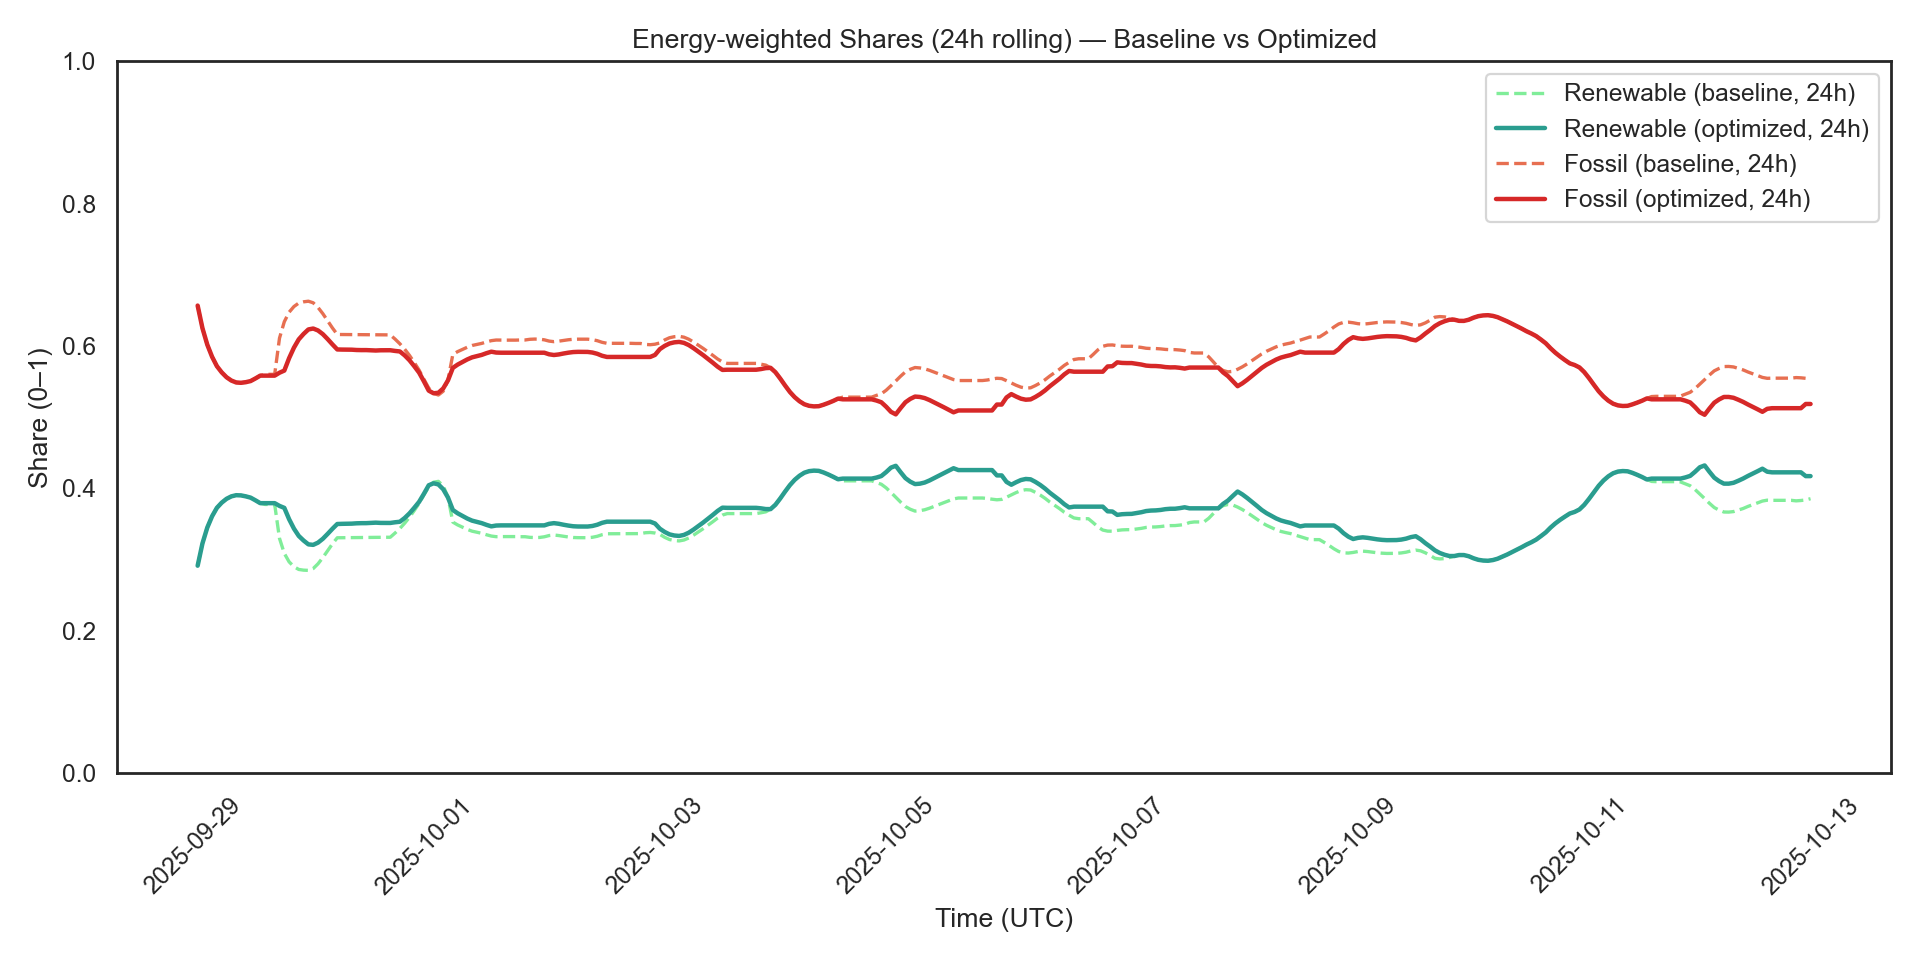 Energy-weighted Shares (24h rolling) — Baseline vs Optimized
1.0
0.8
0.6
0.4
0.2
0.0
Share (0–1)
Renewable (baseline, 24h)
Renewable (optimized, 24h)
Fossil (baseline, 24h)
Fossil (optimized, 24h)
2025-09-29
2025-10-01
2025-10-03
2025-10-05
2025-10-07
2025-10-09
2025-10-11
2025-10-13
Time (UTC)